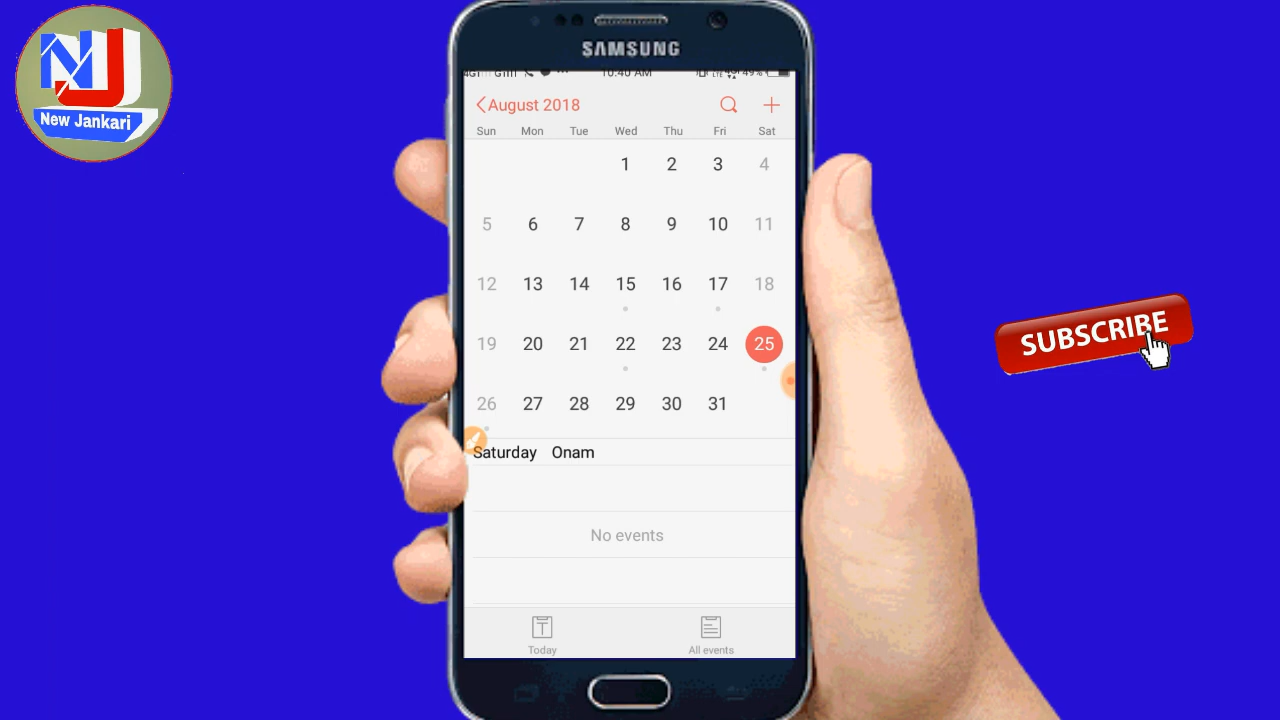 NJ
New Jankari
SAMSUNG
10:40 AM 49%
August 2018
Sun Mon Tue Wed Thu Fri Sat
1 2 3 4
5 6 7 8 9 10 11
12 13 14 15 16 17 18
19 20 21 22 23 24 25
26 27 28 29 30 31
Saturday Onam
No events
Today All events
SUBSCRIBE